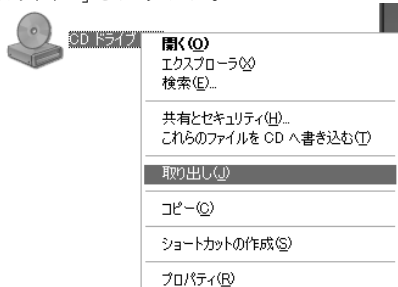 CD ドライブ
開く(O)
エクスプローラ(X)
検索(E)...
共有とセキュリティ(H)...
これらのファイルを CD へ書き込む(T)
取り出し(J)
コピー(C)
ショートカットの作成(S)
プロパティ(R)